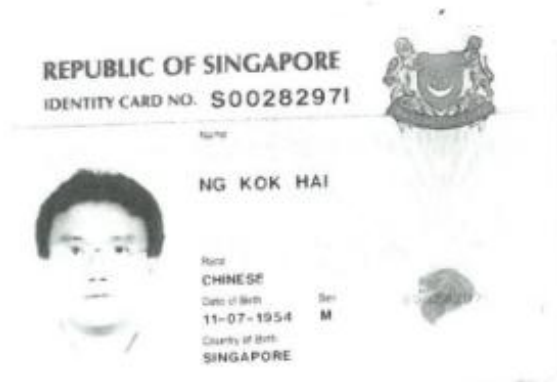 REPUBLIC OF SINGAPORE
IDENTITY CARD NO. S0028297I
Name
NG KOK HAI
Race
CHINESE
Date of Birth Sex
11-07-1954 M
Country of Birth
SINGAPORE